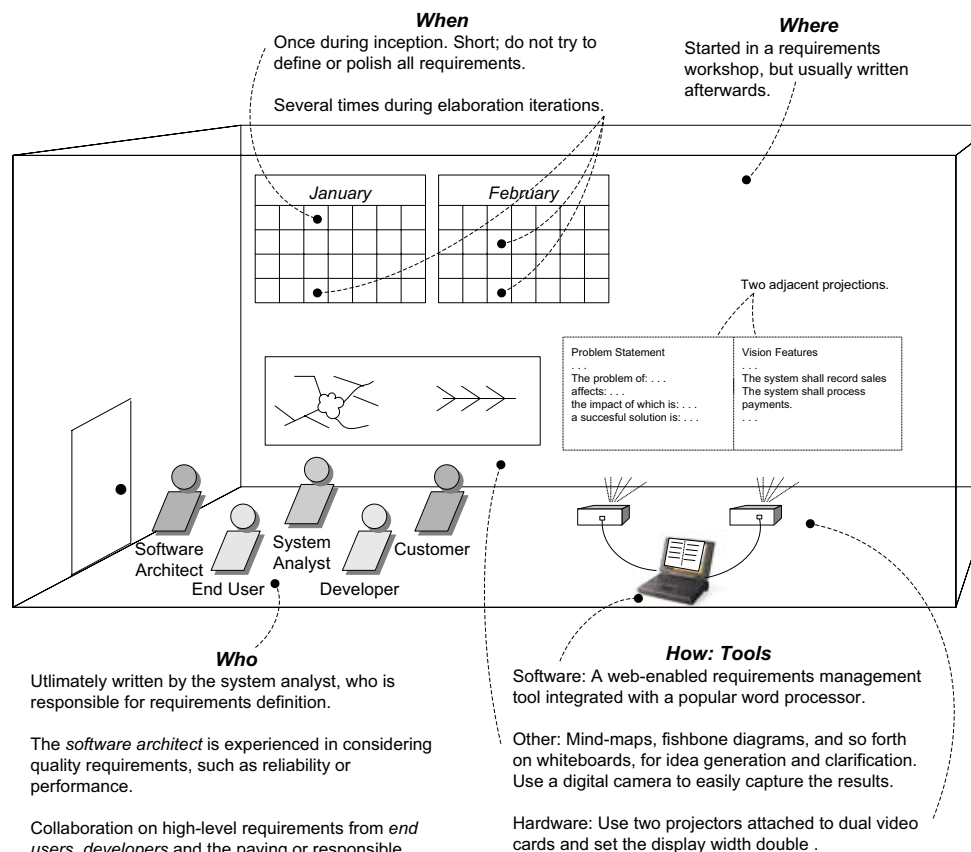 When
Once during inception. Short; do not try to
define or polish all requirements.
Several times during elaboration iterations.
Where
Started in a requirements
workshop, but usually written
afterwards.
January
February
Two adjacent projections.
Problem Statement
. . .
The problem of: . . .
affects: . . .
the impact of which is: . . .
a succesful solution is: . . .
Vision Features
. . .
The system shall record sales
The system shall process
payments.
. . .
Software
Architect
End User
System
Analyst
Developer
Customer
Who
Utlimately written by the system analyst, who is
responsible for requirements definition.
The software architect is experienced in considering
quality requirements, such as reliability or
performance.
Collaboration on high-level requirements from end
users, developers and the paying or responsible
How: Tools
Software: A web-enabled requirements management
tool integrated with a popular word processor.
Other: Mind-maps, fishbone diagrams, and so forth
on whiteboards, for idea generation and clarification.
Use a digital camera to easily capture the results.
Hardware: Use two projectors attached to dual video
cards and set the display width double .